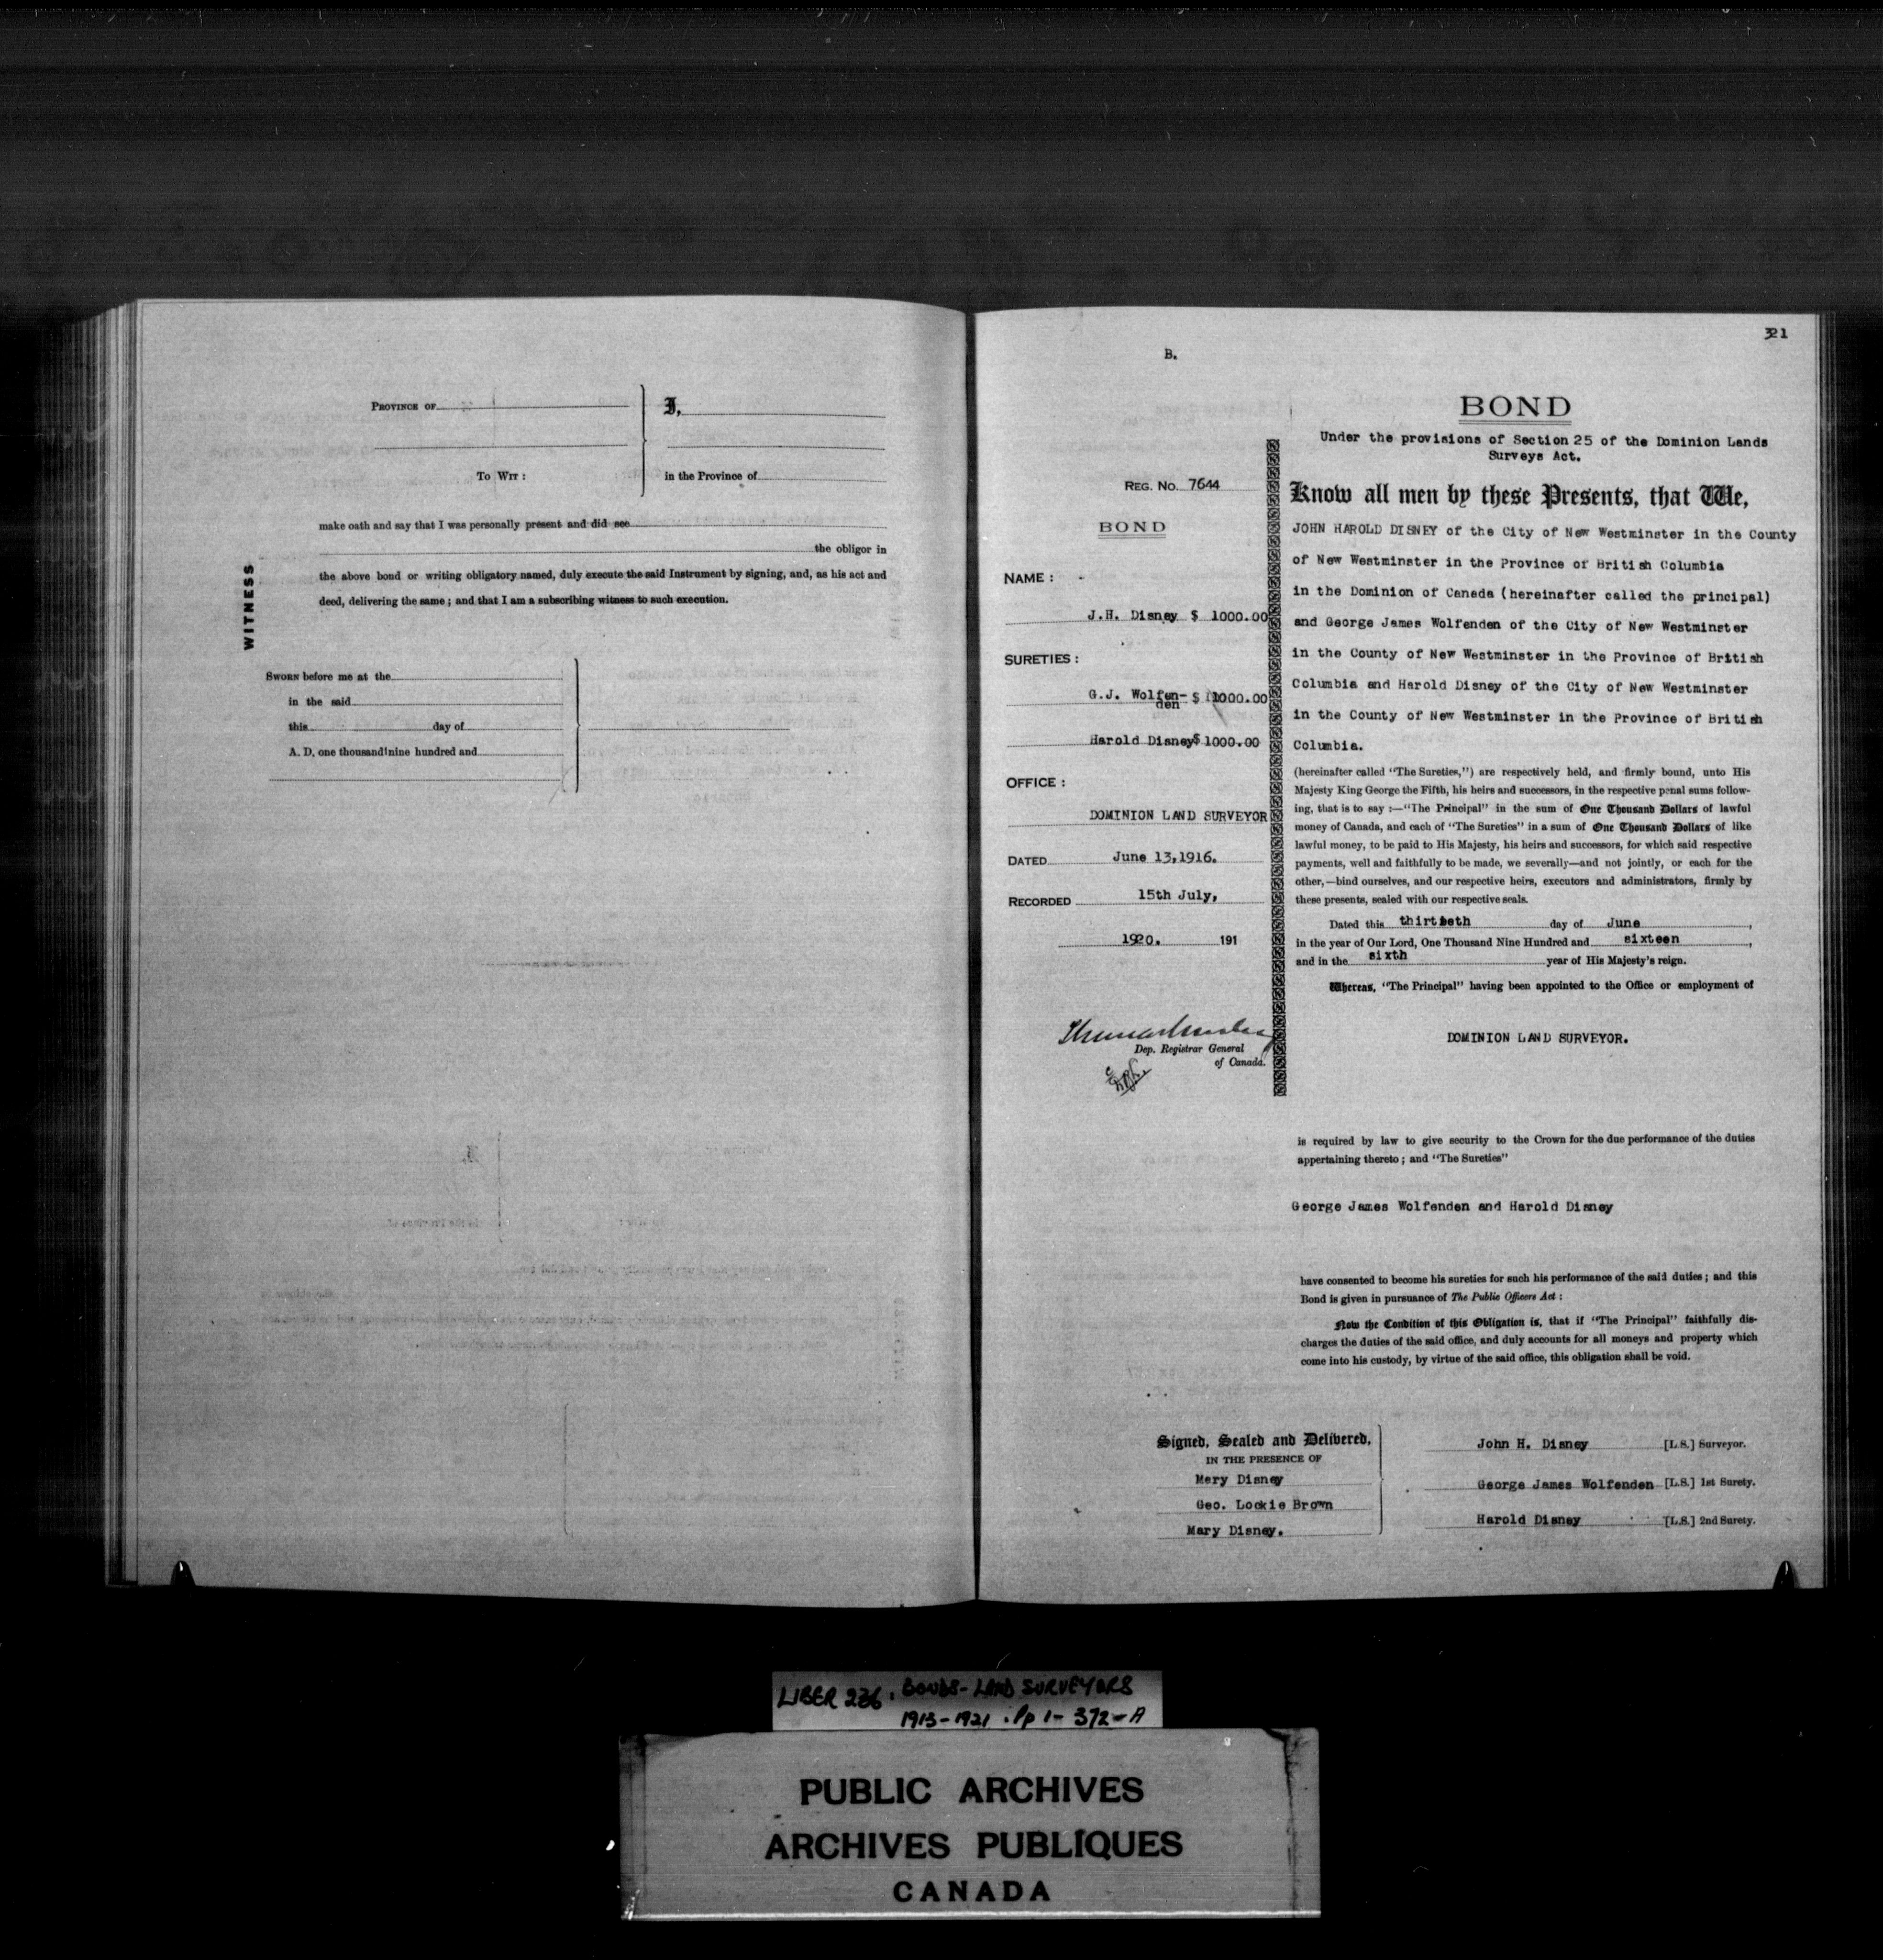 PROVINCE OF
I,
To Wit :
in the Province of
make oath and say that I was personally present and did see
the obligor in
the above bond or writing obligatory named, duly execute the said Instrument by signing, and, as his act and
deed, delivering the same ; and that I am a subscribing witness to such execution.
WITNESS
SWORN before me at the
in the said
this day of
A. D. one thousand nine hundred and
321
B.
REG. NO. 7644
BOND
NAME :
J.H. Disney $ 1000.00
SURETIES :
G.J. Wolfen- $ 1000.00
den
Harold Disney $ 1000.00
OFFICE :
DOMINION LAND SURVEYOR
DATED June 13,1916.
RECORDED 15th July,
1920. 191
Dep. Registrar General
of Canada.
BOND
Under the provisions of Section 25 of the Dominion Lands
Surveys Act.
Know all men by these Presents, that We,
JOHN HAROLD DISNEY of the City of New Westminster in the County
of New Westminster in the Province of British Columbia
in the Dominion of Canada (hereinafter called the principal)
and George James Wolfenden of the City of New Westminster
in the County of New Westminster in the Province of British
Columbia and Harold Disney of the City of New Westminster
in the County of New Westminster in the Province of British
Columbia.
(hereinafter called "The Sureties,") are respectively held, and firmly bound, unto His
Majesty King George the Fifth, his heirs and successors, in the respective penal sums follow-
ing, that is to say :—"The Principal" in the sum of One Thousand Dollars of lawful
money of Canada, and each of "The Sureties" in a sum of One Thousand Dollars of like
lawful money, to be paid to His Majesty, his heirs and successors, for which said respective
payments, well and faithfully to be made, we severally—and not jointly, or each for the
other,—bind ourselves, and our respective heirs, executors and administrators, firmly by
these presents, sealed with our respective seals.
Dated this day of June ,
in the year of Our Lord, One Thousand Nine Hundred and sixteen ,
and in the sixth year of His Majesty's reign.
Whereas, "The Principal" having been appointed to the Office or employment of
DOMINION LAND SURVEYOR.
is required by law to give security to the Crown for the due performance of the duties
appertaining thereto ; and "The Sureties"
George James Wolfenden and Harold Disney
have consented to become his sureties for such his performance of the said duties ; and this
Bond is given in pursuance of The Public Officers Act :
Now the Condition of this Obligation is, that if "The Principal" faithfully dis-
charges the duties of the said office, and duly accounts for all moneys and property which
come into his custody, by virtue of the said office, this obligation shall be void.
Signed, Sealed and Delivered,
IN THE PRESENCE OF
Mery Disney
Geo. Lockie Brown
Mary Disney.
John H. Disney [L.S.] Surveyor.
George James Wolfenden [L.S.] 1st Surety.
Harold Disney [L.S.] 2nd Surety.
LIBER 236 : BONDS - LAND SURVEYORS
1913-1921 : Pp 1- 372-A
PUBLIC ARCHIVES
ARCHIVES PUBLIQUES
CANADA